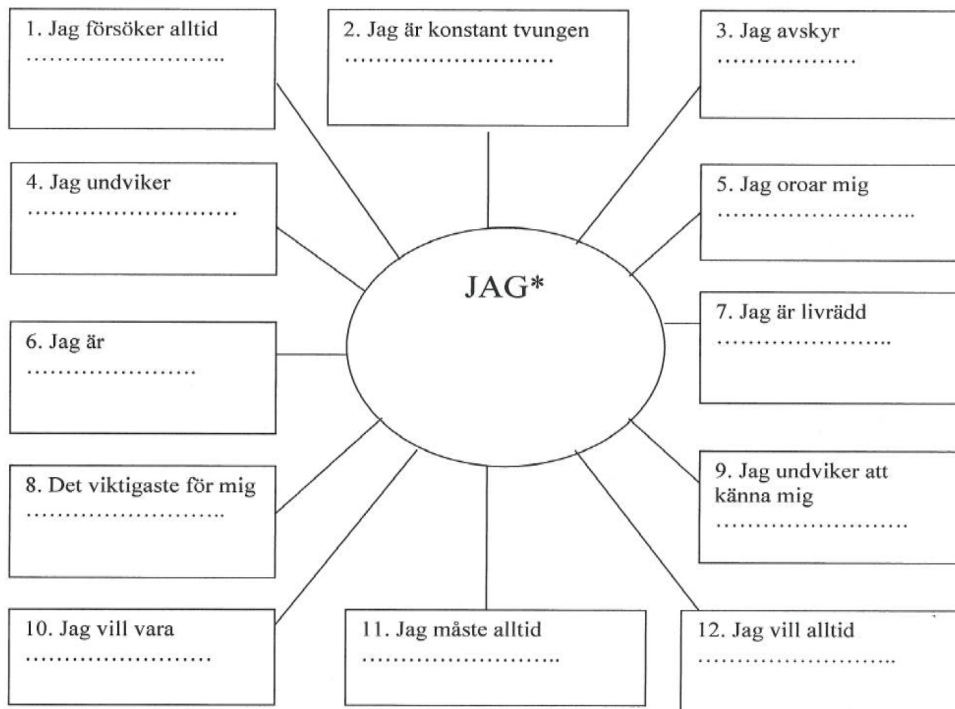 1. Jag försöker alltid
............................
2. Jag är konstant tvungen
............................
3. Jag avskyr
..................
4. Jag undviker
............................
5. Jag oroar mig
..........................
JAG*
6. Jag är
.......................
7. Jag är livrädd
.......................
8. Det viktigaste för mig
..........................
9. Jag undviker att
känna mig
.........................
10. Jag vill vara
.........................
11. Jag måste alltid
..........................
12. Jag vill alltid
..........................